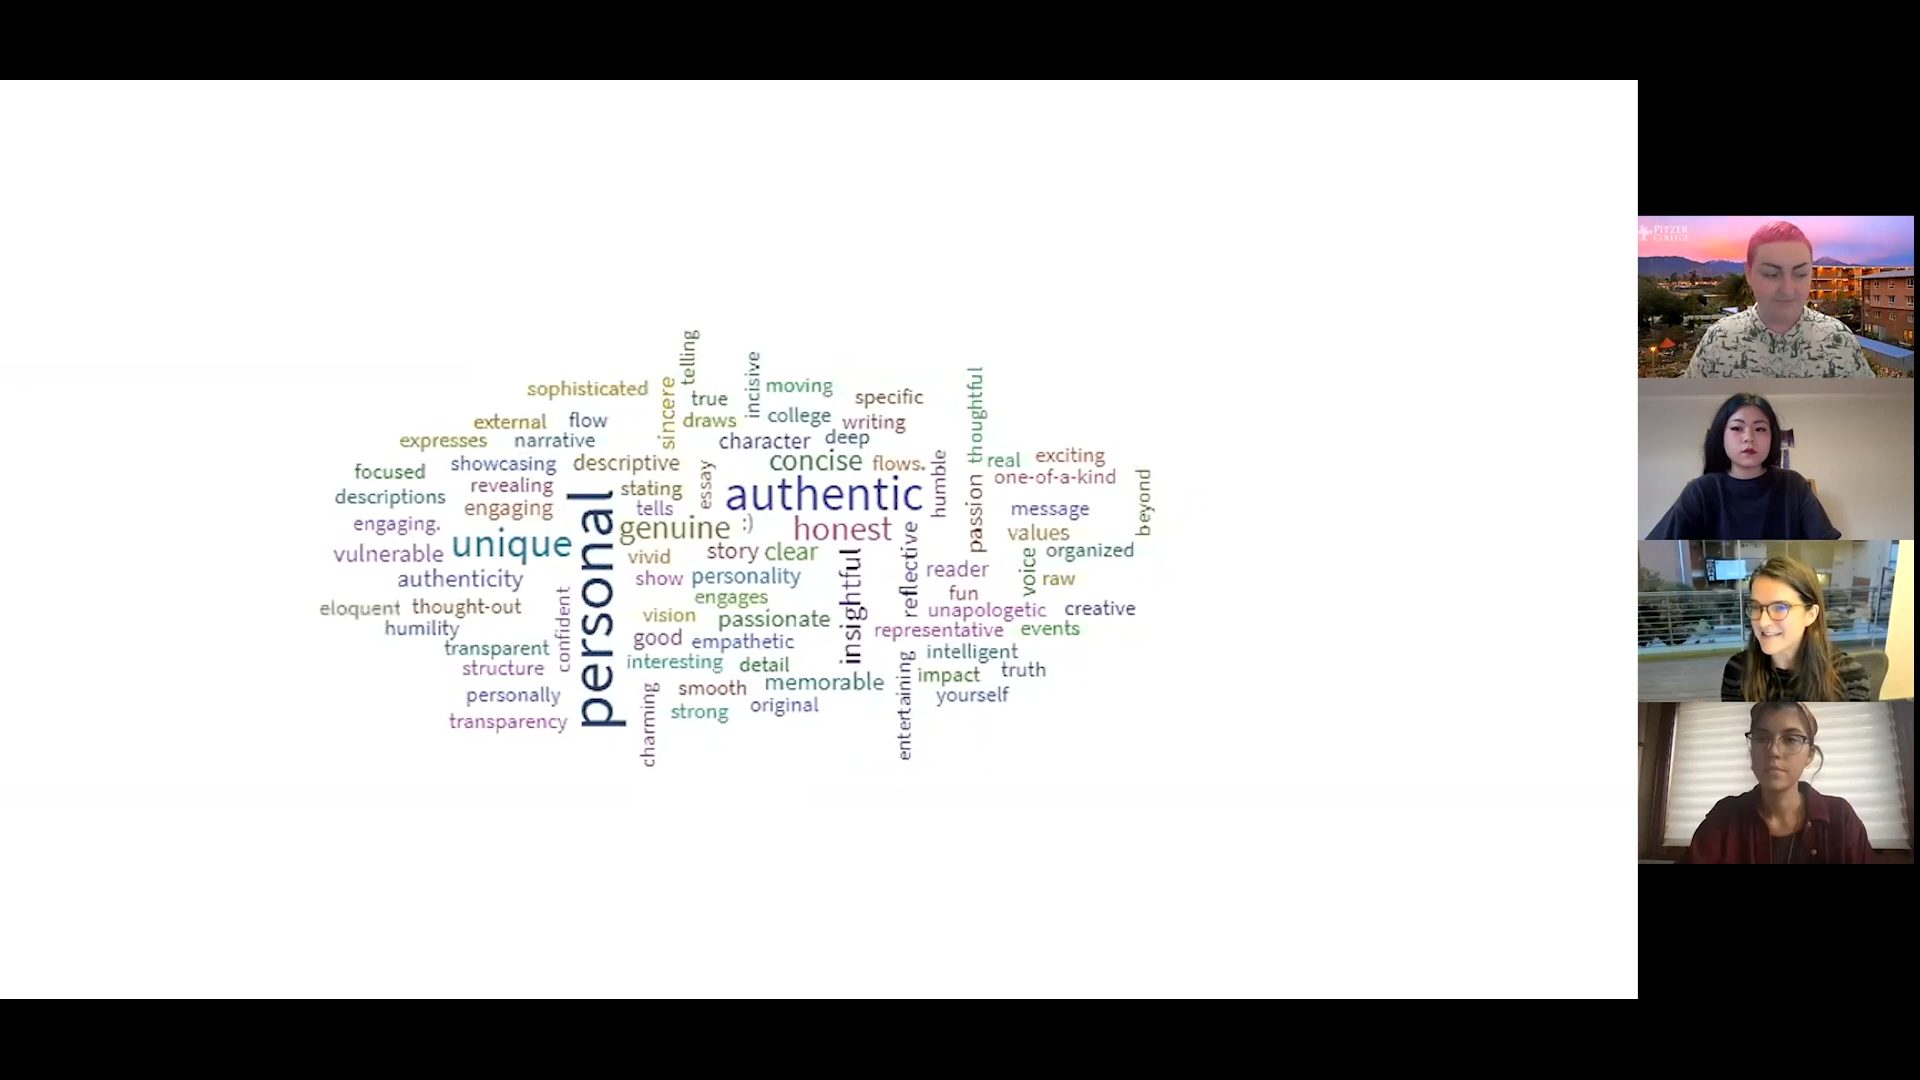 telling
incisive
sophisticated
sincere
true
moving
specific
thoughtful
external
flow
draws
college
writing
expresses
narrative
character
deep
focused
showcasing
descriptive
essay
concise
flows.
humble
real
exciting
one-of-a-kind
beyond
descriptions
revealing
stating
authentic
passion
engaging
tells
message
engaging.
personal
genuine
:)
honest
values
vulnerable
unique
vivid
story
clear
insightful
reflective
voice
organized
authenticity
show
personality
reader
raw
eloquent
thought-out
confident
engages
fun
humility
vision
passionate
unapologetic
creative
transparent
good
empathetic
representative
events
structure
interesting
detail
entertaining
intelligent
personally
smooth
memorable
impact
truth
transparency
charming
strong
original
yourself
PITZER
COLLEGE